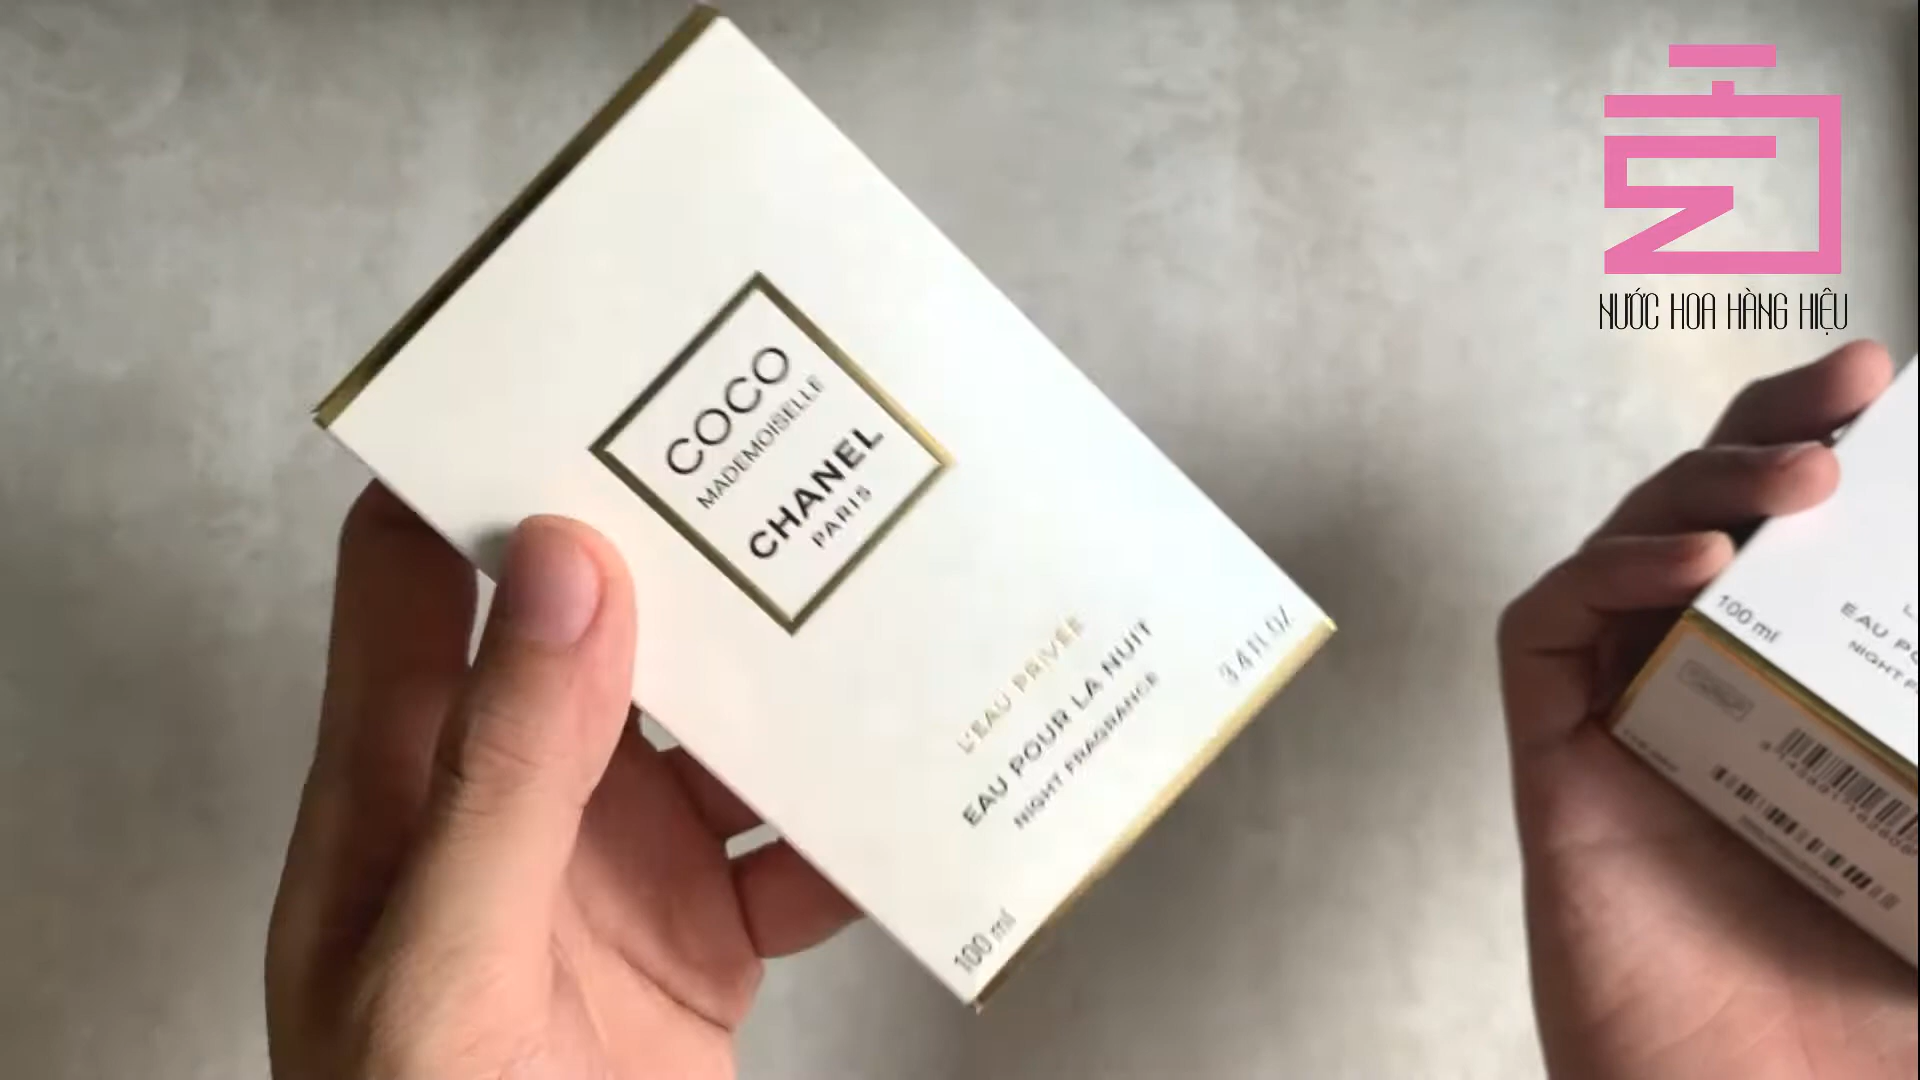 COCO
MADEMOISELLE
CHANEL
PARIS
L'EAU PRIVÉE
EAU POUR LA NUIT
NIGHT FRAGRANCE
100 ml
3.4 FL. OZ
NƯỚC HOA HÀNG HIỆU
100 ml
EAU
NIGHT